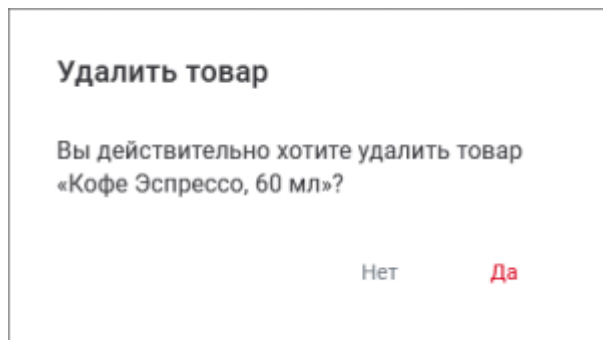 Удалить товар
Вы действительно хотите удалить товар
«Кофе Эспрессо, 60 мл»?
Нет Да